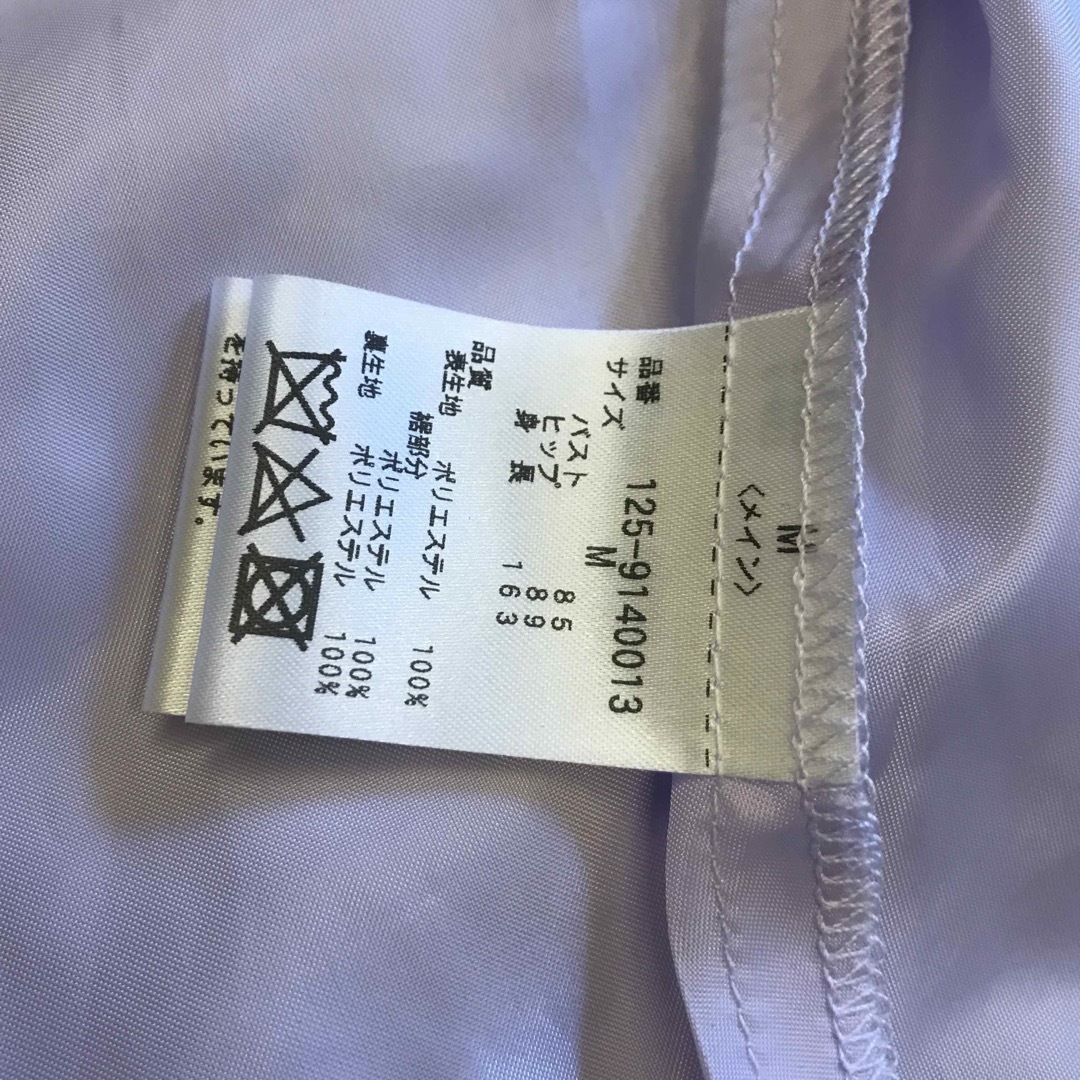 M
〈メイン〉
品番 125-9140013
サイズ M
バスト 85
ヒップ 89
身長 163
品質
表生地 ポリエステル 100%
裾部分 ポリエステル 100%
裏生地 ポリエステル 100%
を持っています。